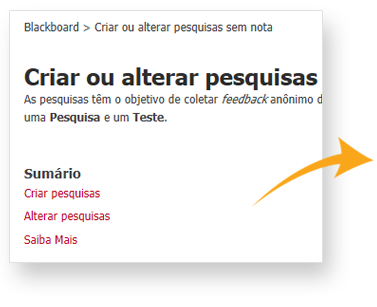 Blackboard > Criar ou alterar pesquisas sem nota
Criar ou alterar pesquisas
As pesquisas têm o objetivo de coletar feedback anônimo d
uma Pesquisa e um Teste.
Sumário
Criar pesquisas
Alterar pesquisas
Saiba Mais